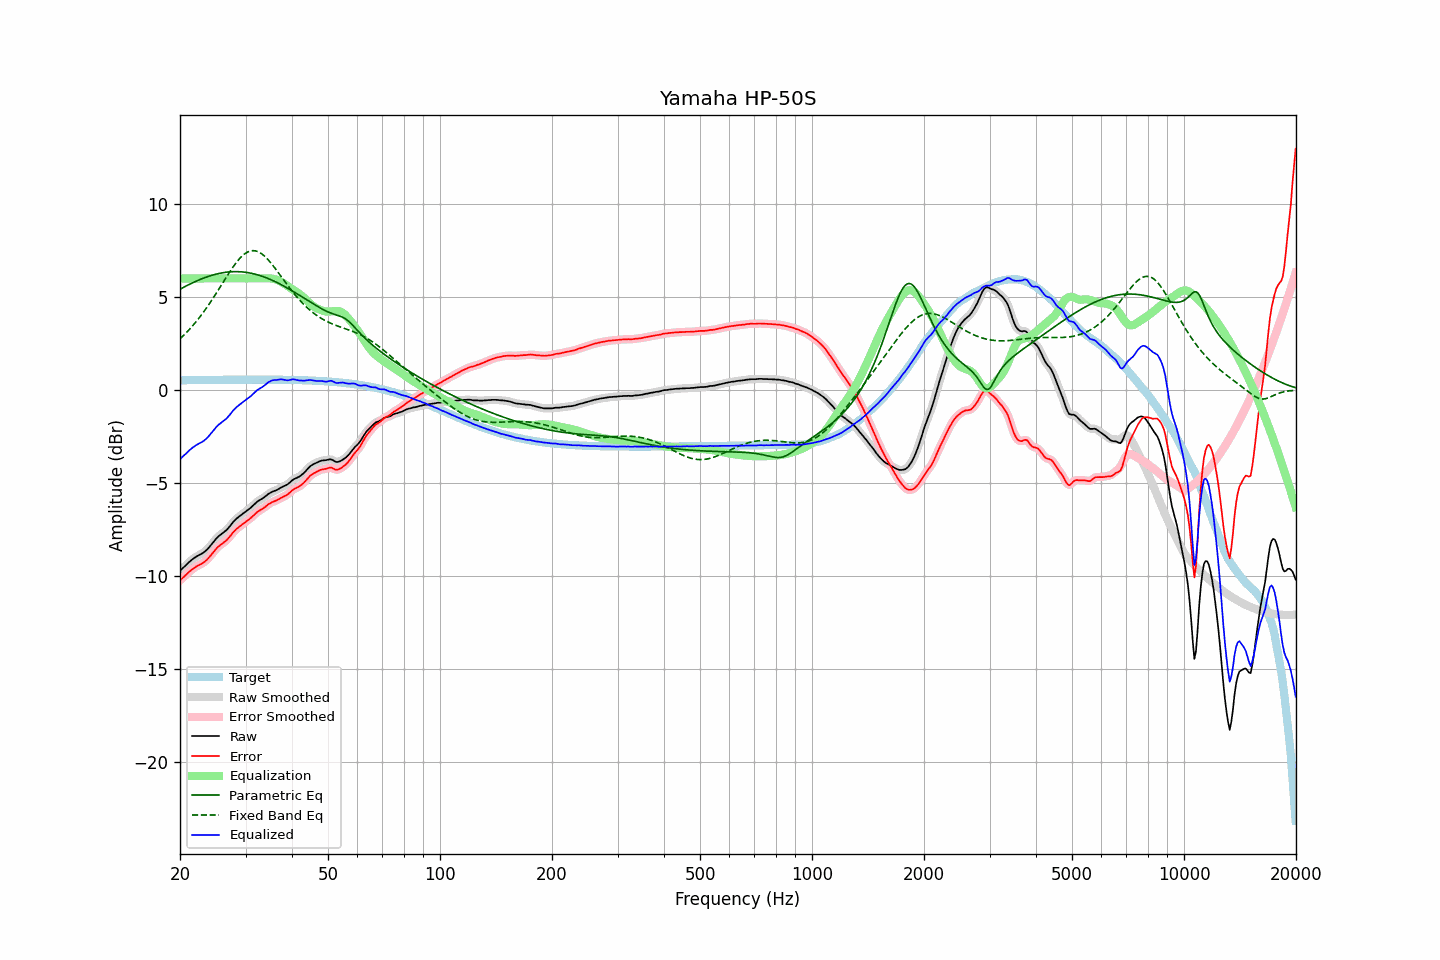 Yamaha HP-50S
Amplitude (dBr)
10
5
0
−5
−10
−15
−20
Target
Raw Smoothed
Error Smoothed
Raw
Error
Equalization
Parametric Eq
Fixed Band Eq
Equalized
20 50 100 200 500 1000 2000 5000 10000 20000
Frequency (Hz)